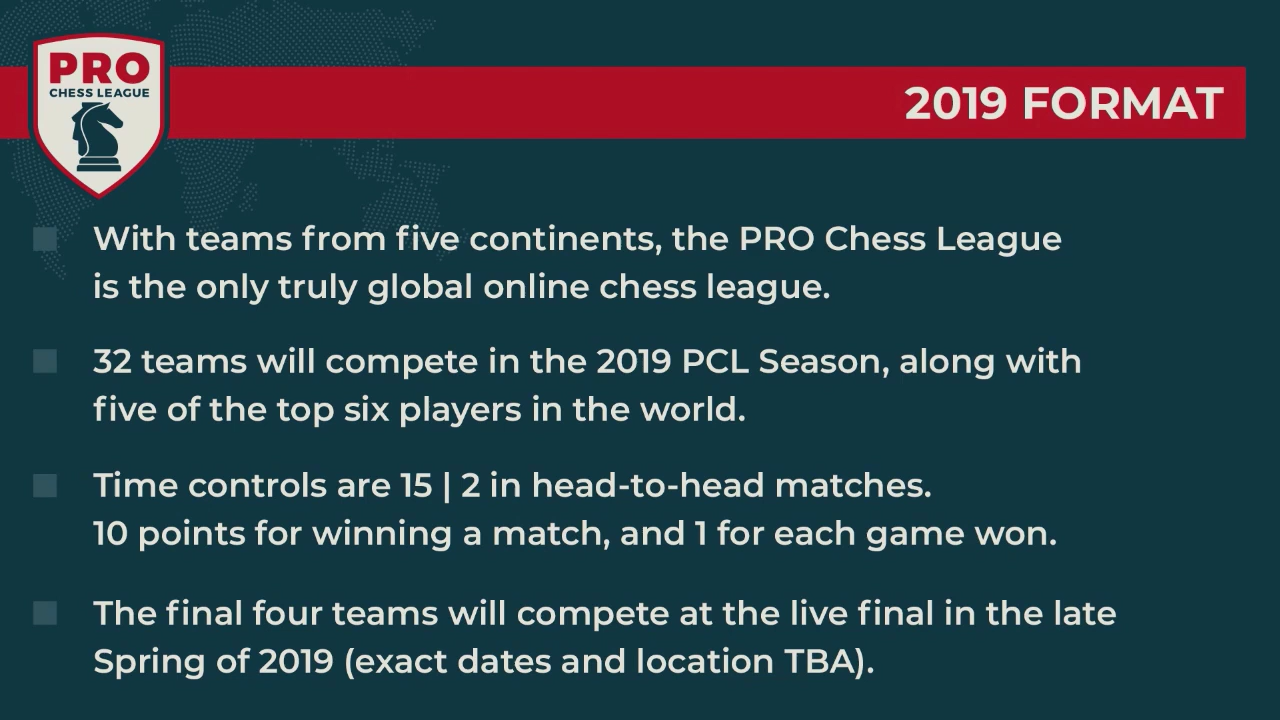 PRO
CHESS LEAGUE
2019 FORMAT
With teams from five continents, the PRO Chess League
is the only truly global online chess league.
32 teams will compete in the 2019 PCL Season, along with
five of the top six players in the world.
Time controls are 15 | 2 in head-to-head matches.
10 points for winning a match, and 1 for each game won.
The final four teams will compete at the live final in the late
Spring of 2019 (exact dates and location TBA).